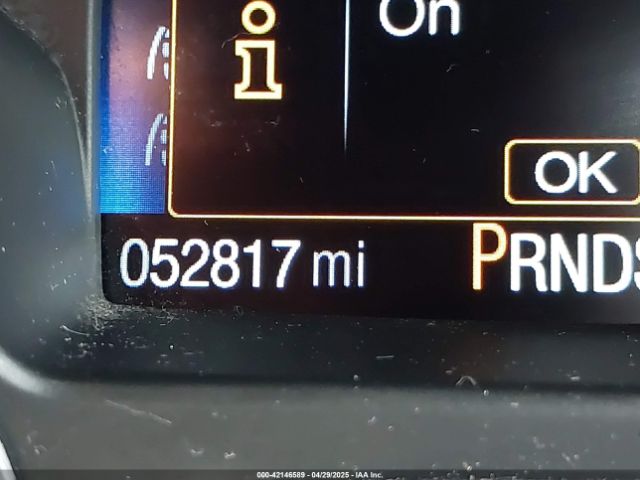 i
On
OK
052817 mi
PRNDS
000-42146589 - 04/29/2025 - IAA Inc.